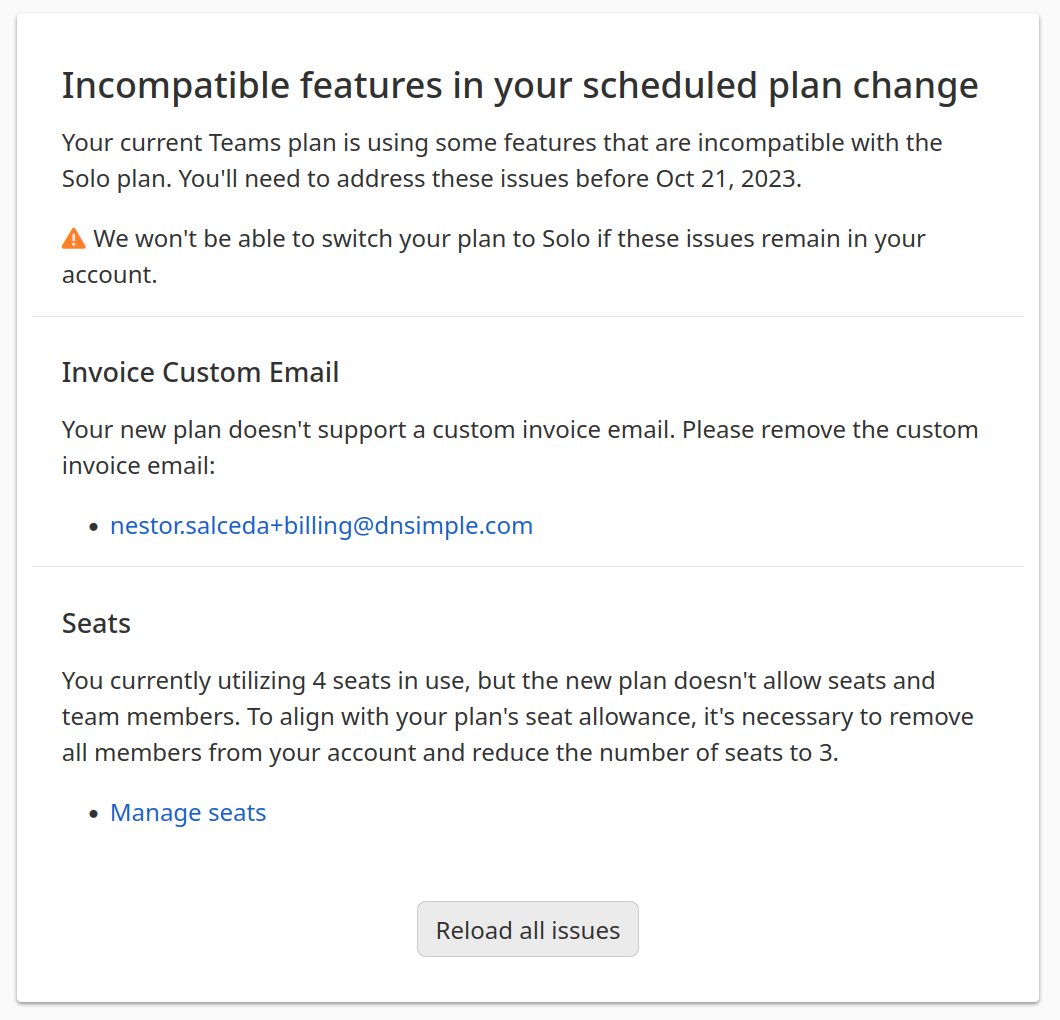 Incompatible features in your scheduled plan change
Your current Teams plan is using some features that are incompatible with the
Solo plan. You'll need to address these issues before Oct 21, 2023.
We won't be able to switch your plan to Solo if these issues remain in your
account.
Invoice Custom Email
Your new plan doesn't support a custom invoice email. Please remove the custom
invoice email:
• nestor.salceda+billing@dnsimple.com
Seats
You currently utilizing 4 seats in use, but the new plan doesn't allow seats and
team members. To align with your plan's seat allowance, it's necessary to remove
all members from your account and reduce the number of seats to 3.
• Manage seats
Reload all issues